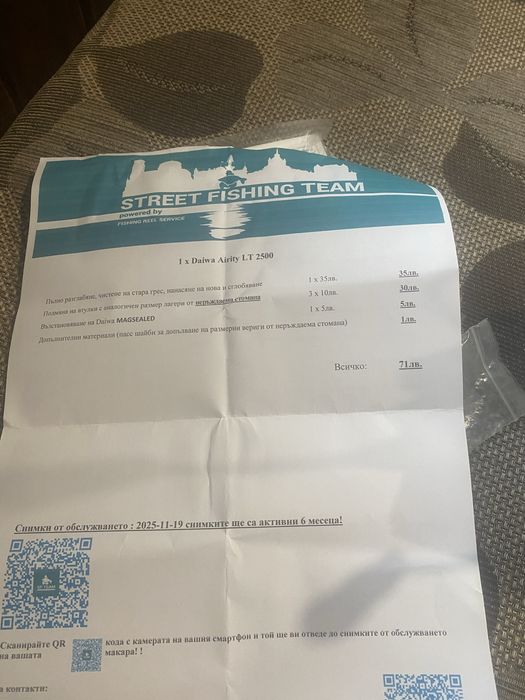 STREET FISHING TEAM
powered by
FISHING REEL SERVICE
1 x Daiwa Airity LT 2500
Пълно разглабяне, чистене на стара грес, нанасяне на нова и сглобяване 1 x 35лв. 35лв.
Подмяна на втулки с аналогичен размер лагери от неръждаема стомана 3 x 10лв. 30лв.
Възстановяване на Daiwa MAGSEALED 1 x 5лв. 5лв.
Допълнителни материали (пасс шайби за допълване на размерни вериги от неръждаема стомана) 1лв.
Всичко: 71лв.
Снимки от обслужването : 2025-11-19 снимките ще са активни 6 месеца!
Сканирайте QR кода с камерата на вашия смартфон и той ще ви отведе до снимките от обслужването
на вашата макара! !
а контакти: